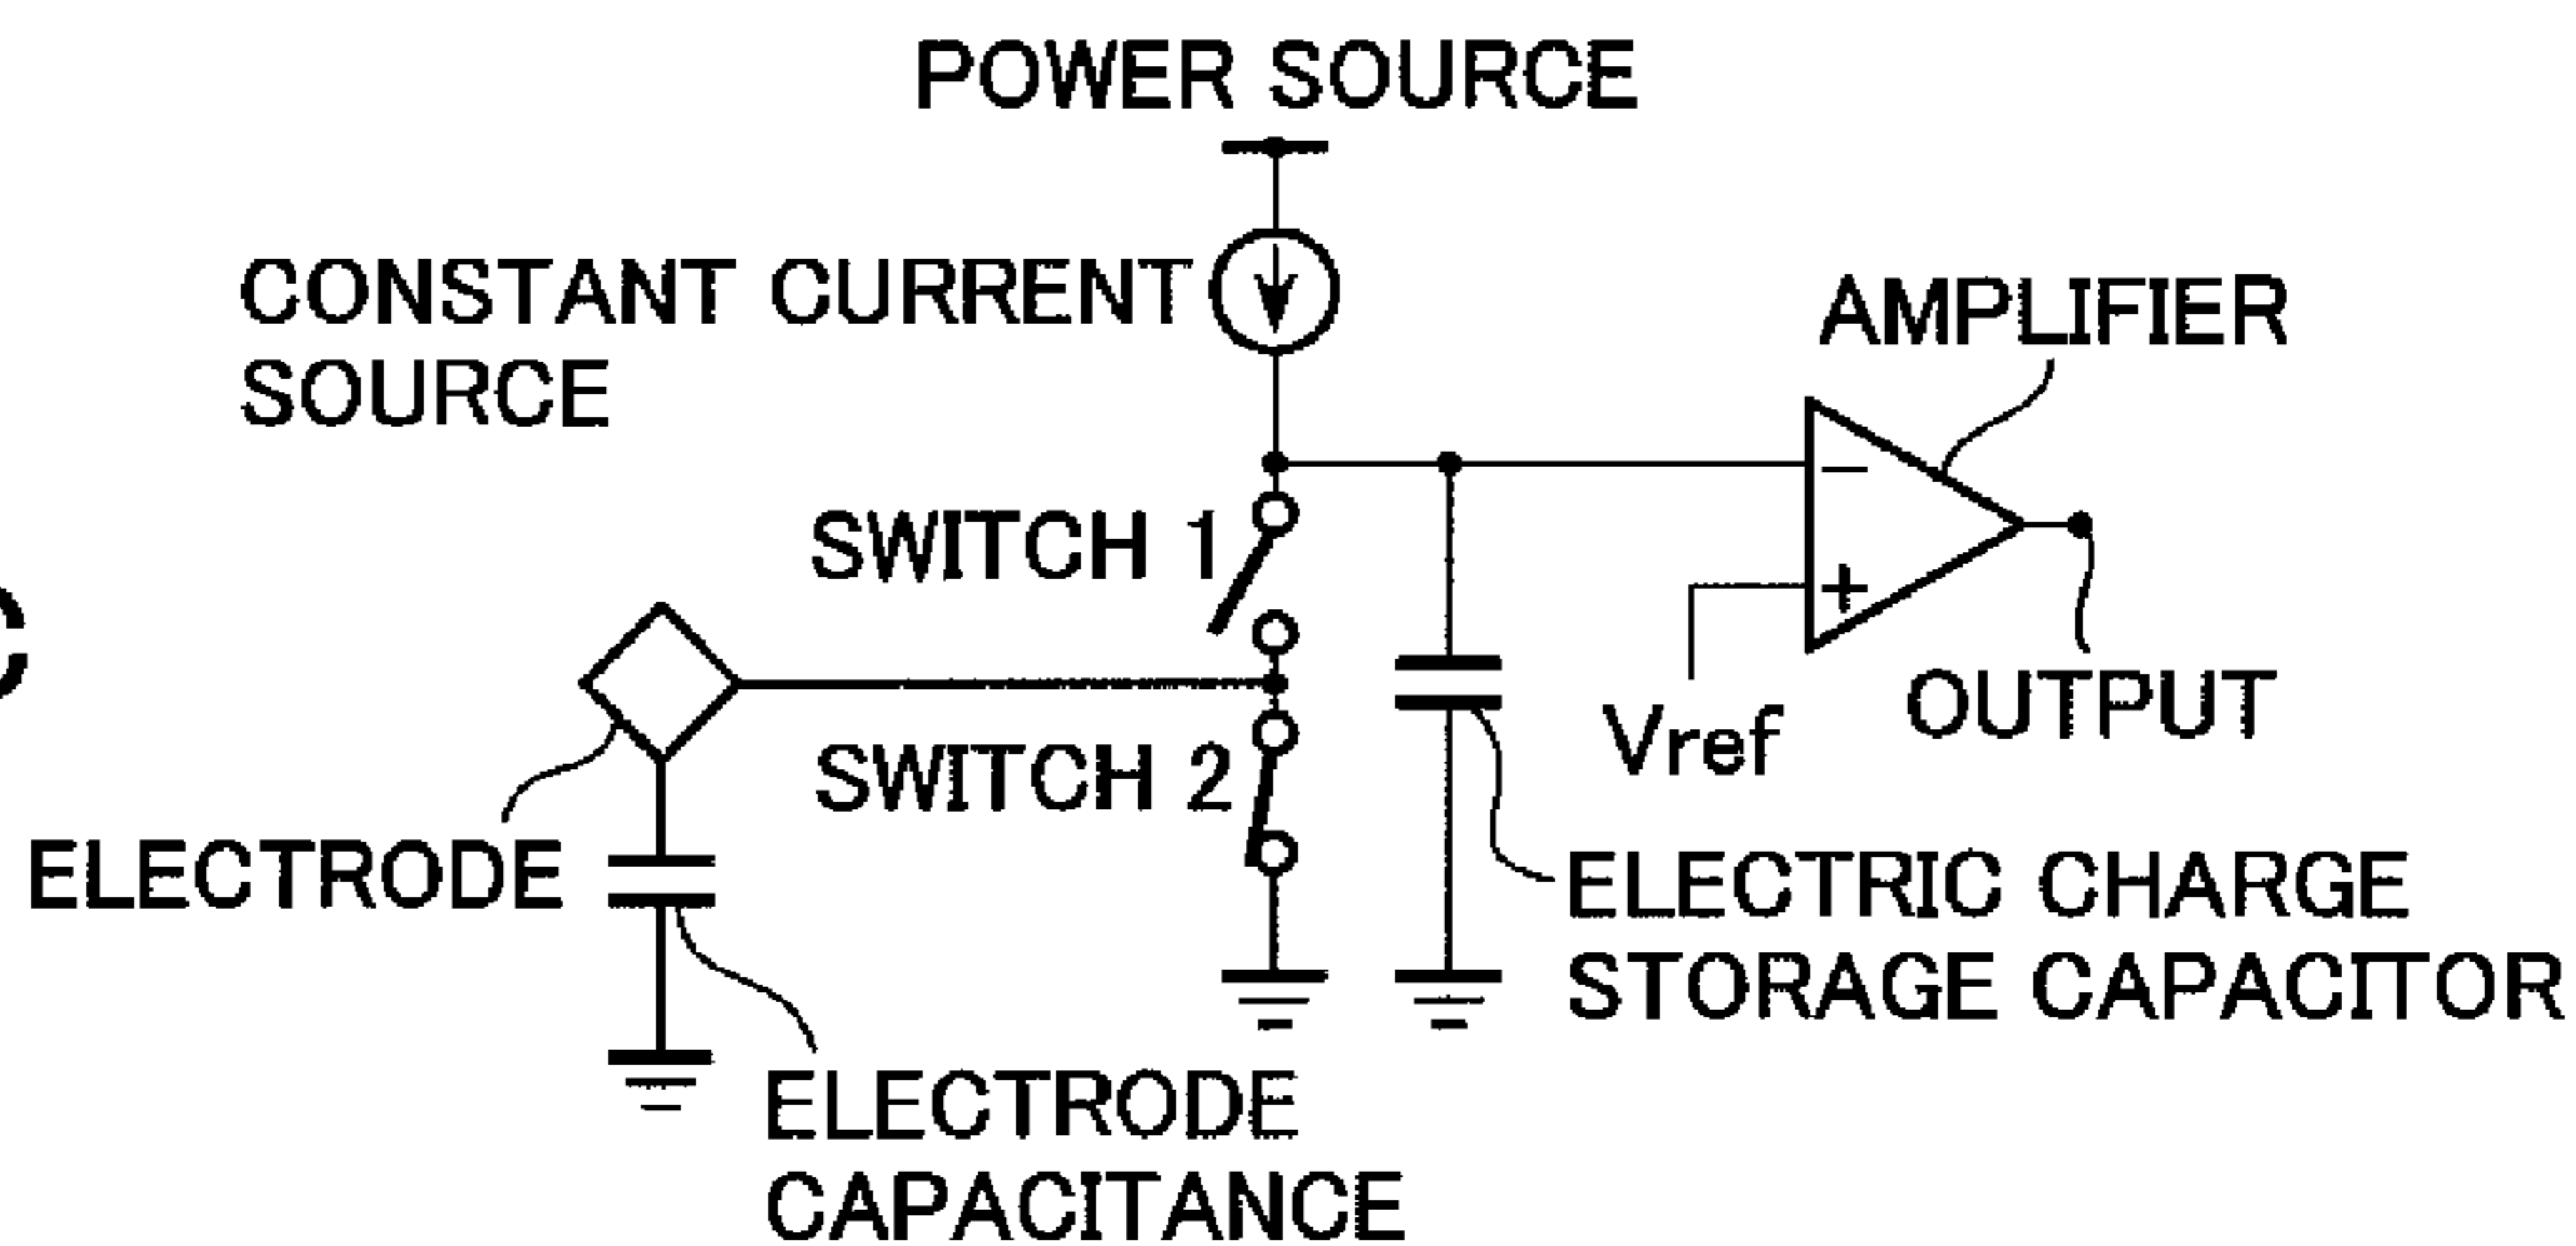 POWER SOURCE
CONSTANT CURRENT
SOURCE
AMPLIFIER
−
SWITCH 1
+
Vref
OUTPUT
SWITCH 2
ELECTRODE
ELECTRIC CHARGE
STORAGE CAPACITOR
ELECTRODE
CAPACITANCE